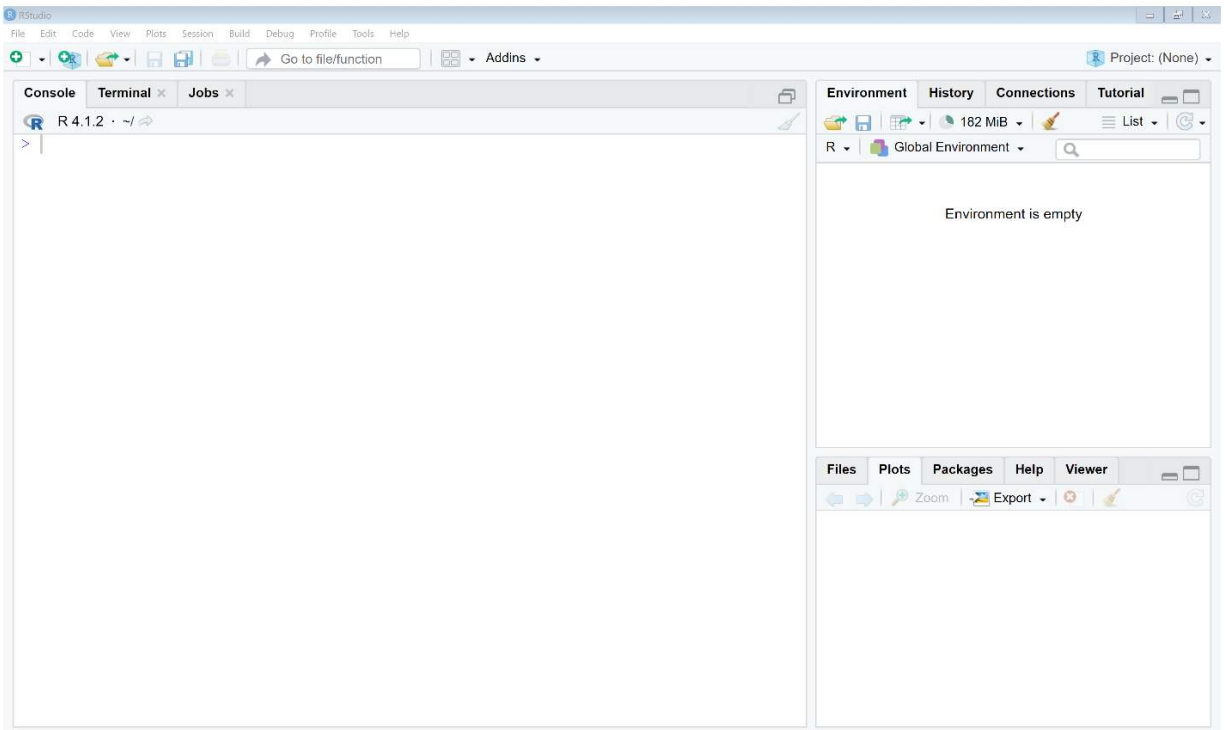 RStudio
File Edit Code View Plots Session Build Debug Profile Tools Help
Go to file/function Addins Project: (None)
Console Terminal Jobs
R 4.1.2 · ~/
>
Environment History Connections Tutorial
182 MiB List
R Global Environment
Environment is empty
Files Plots Packages Help Viewer
Zoom Export